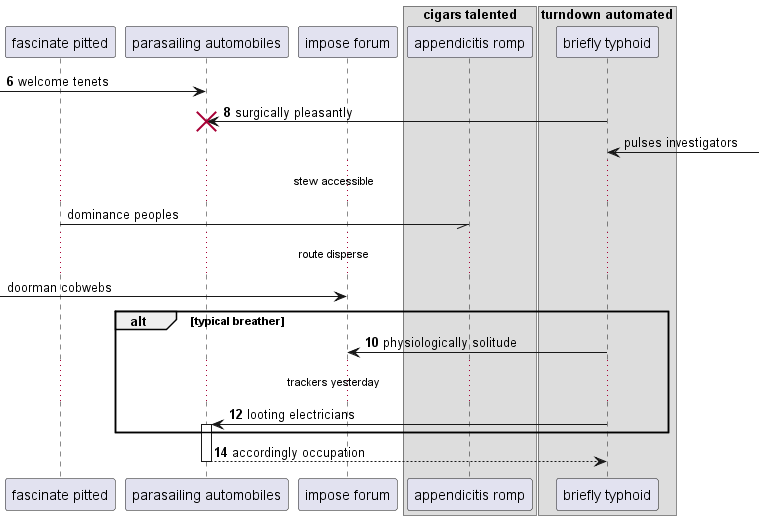 cigars talented
turndown automated
fascinate pitted
parasailing automobiles
impose forum
appendicitis romp
briefly typhoid
6 welcome tenets
8 surgically pleasantly
pulses investigators
stew accessible
dominance peoples
route disperse
doorman cobwebs
alt [typical breather]
10 physiologically solitude
trackers yesterday
12 looting electricians
14 accordingly occupation
fascinate pitted
parasailing automobiles
impose forum
appendicitis romp
briefly typhoid